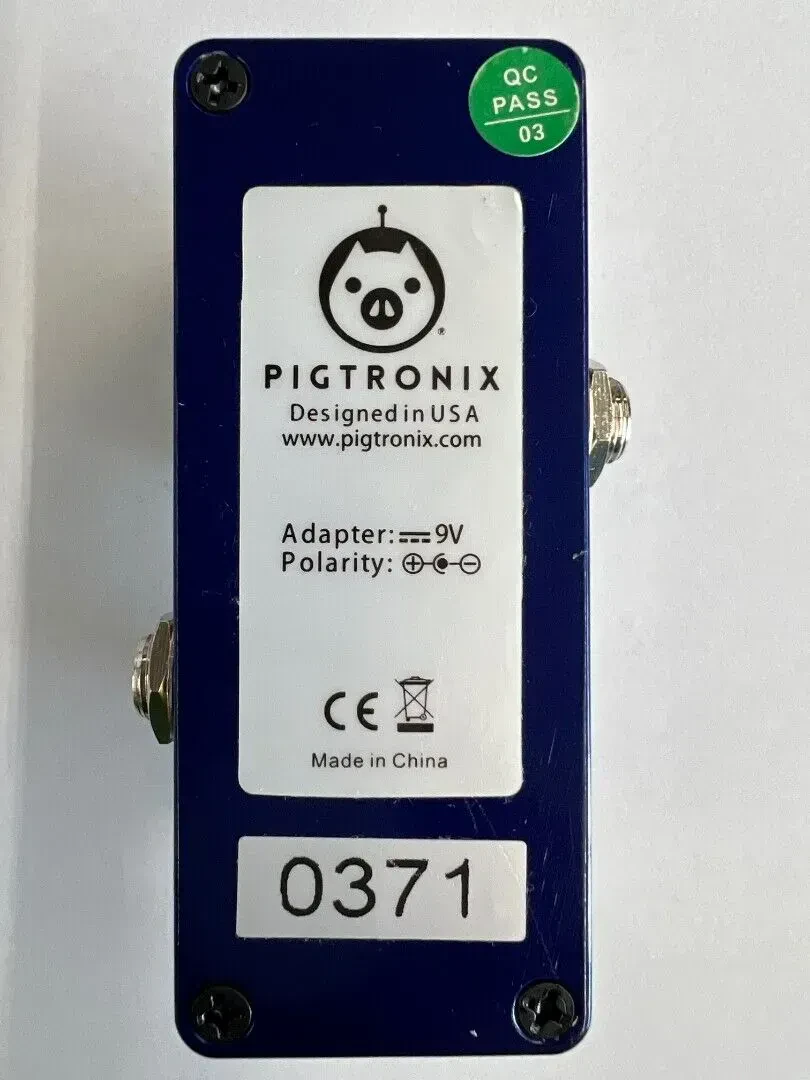 QC
PASS
03
PIGTRONIX
Designed in USA
www.pigtronix.com
Adapter: 9V
Polarity:
CE
Made in China
0371